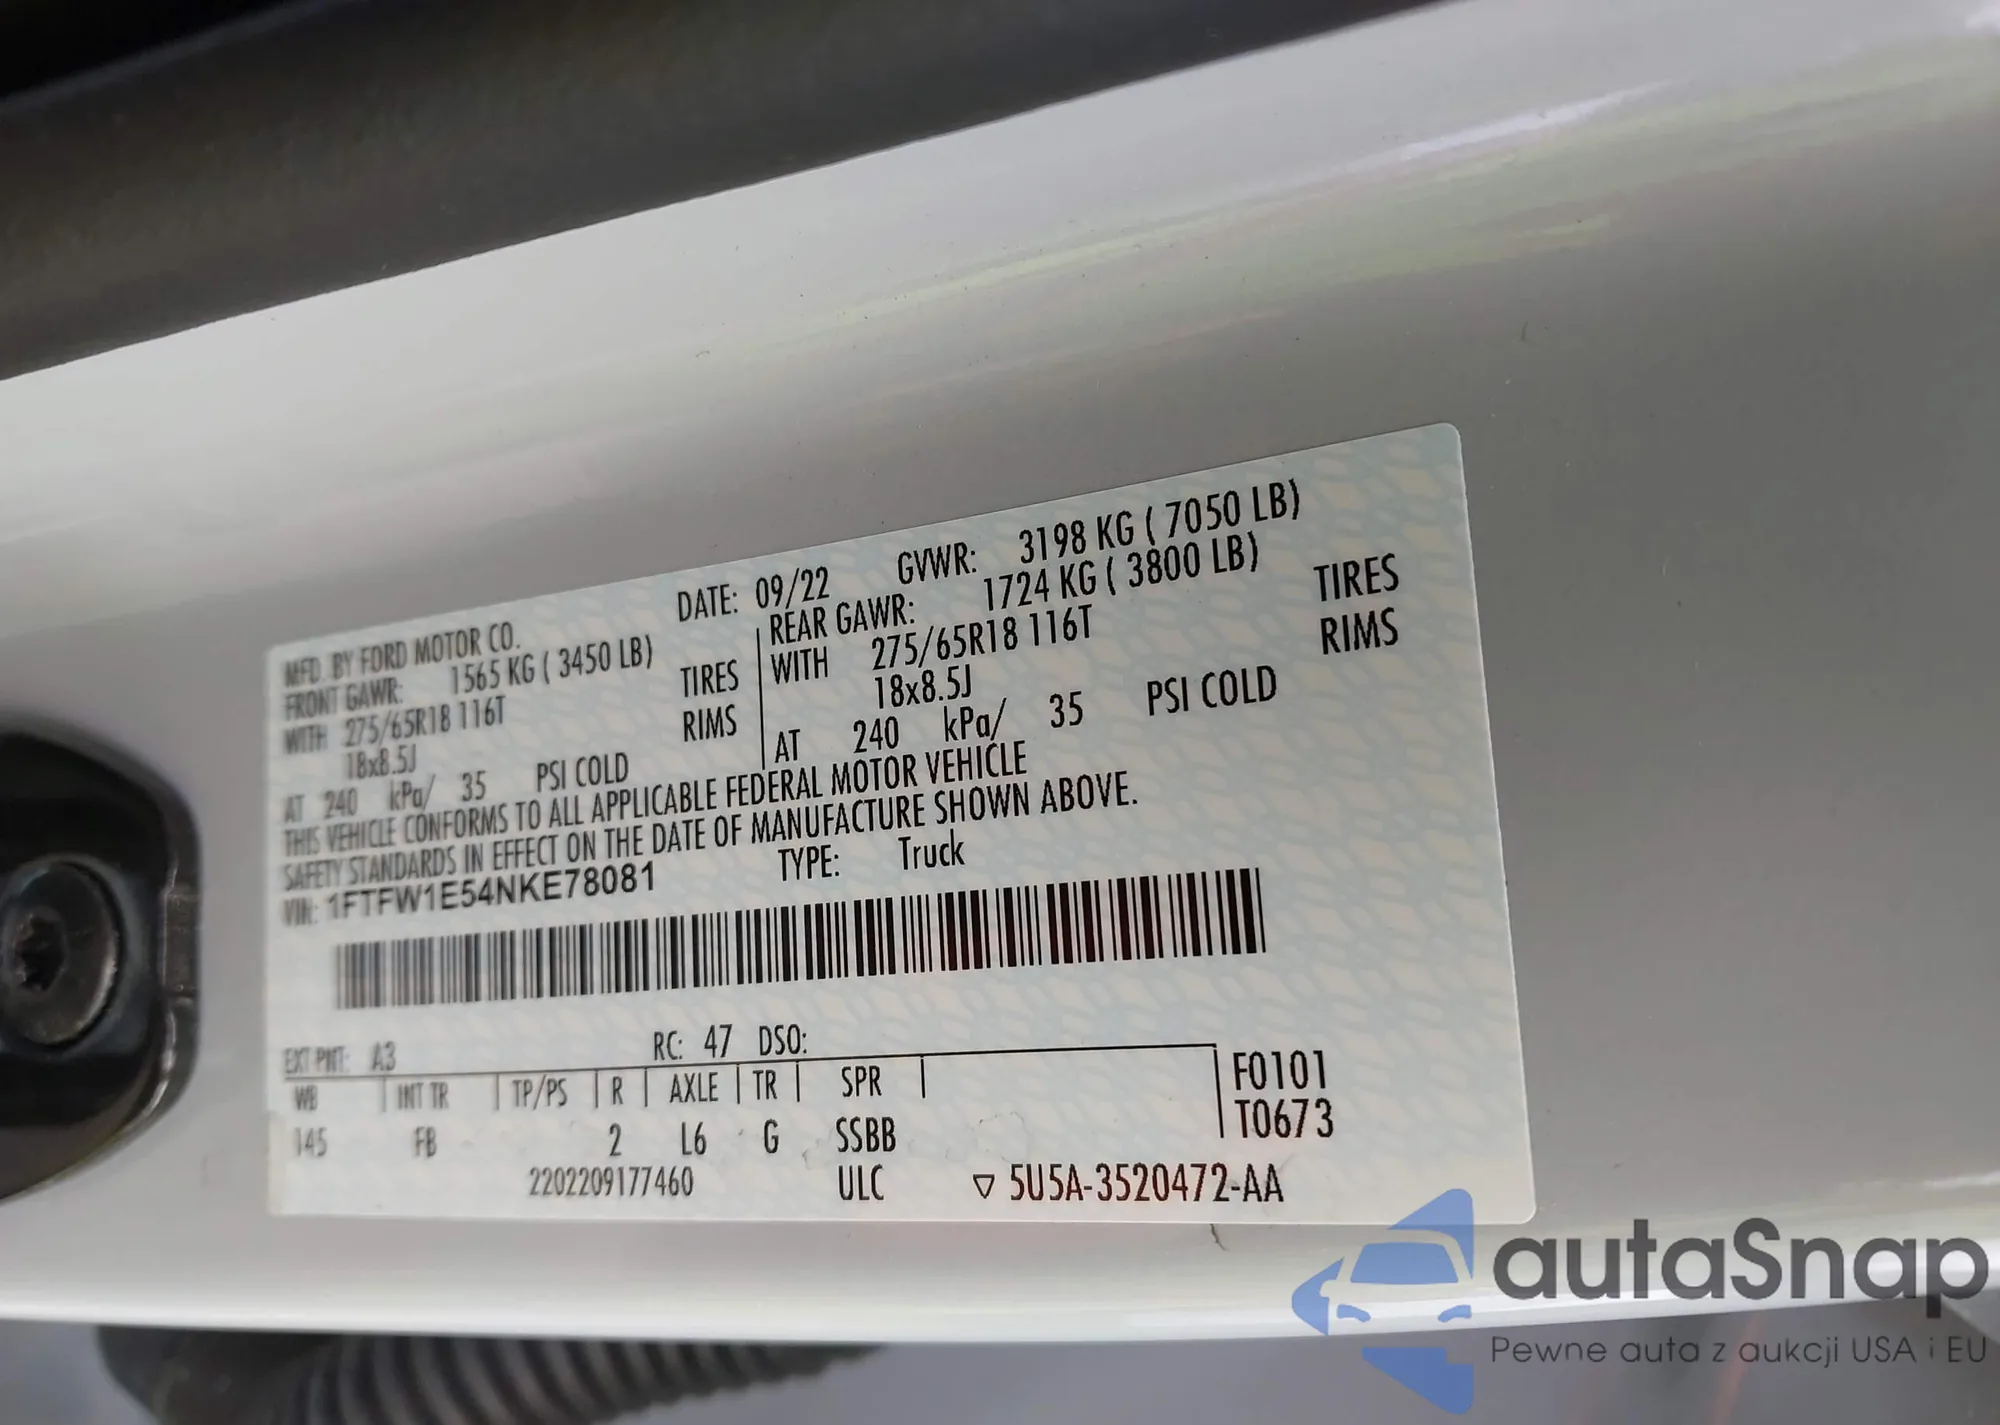 MFD. BY FORD MOTOR CO. DATE: 09/22 GVWR: 3198 KG ( 7050 LB)
FRONT GAWR: 1565 KG ( 3450 LB) REAR GAWR: 1724 KG ( 3800 LB)
WITH 275/65R18 116T TIRES WITH 275/65R18 116T TIRES
18x8.5J RIMS 18x8.5J RIMS
AT 240 kPa/ 35 PSI COLD AT 240 kPa/ 35 PSI COLD
THIS VEHICLE CONFORMS TO ALL APPLICABLE FEDERAL MOTOR VEHICLE
SAFETY STANDARDS IN EFFECT ON THE DATE OF MANUFACTURE SHOWN ABOVE.
VIN: 1FTFW1E54NKE78081 TYPE: Truck
EXT PNT: A3 RC: 47 DSO:
WB INT TR TP/PS R AXLE TR SPR F0101
145 FB 2 L6 G SSBB T0673
2202209177460 ULC ▽ 5U5A-3520472-AA
autaSnap
Pewne auta z aukcji USA i EU